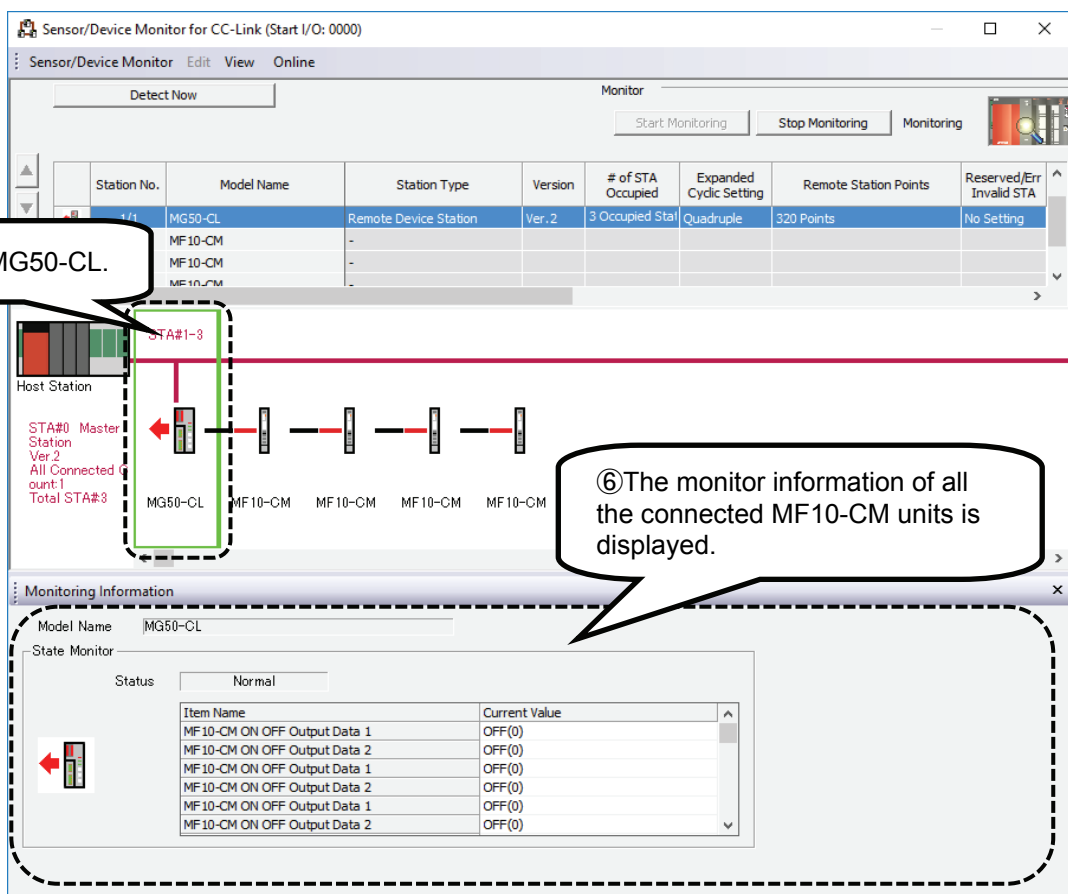 Sensor/Device Monitor for CC-Link (Start I/O: 0000)
Sensor/Device Monitor Edit View Online
Detect Now
Monitor
Start Monitoring Stop Monitoring Monitoring
Station No. Model Name Station Type Version # of STA Occupied Expanded Cyclic Setting Remote Station Points Reserved/Err Invalid STA
1/1 MG50-CL Remote Device Station Ver.2 3 Occupied Stat Quadruple 320 Points No Setting
MF10-CM -
MF10-CM -
MF10-CM -
MG50-CL.
STA#1-3
Host Station
STA#0 Master
Station
Ver.2
All Connected C
ount:1
Total STA#3
MG50-CL MF10-CM MF10-CM MF10-CM MF10-CM
⑥The monitor information of all
the connected MF10-CM units is
displayed.
Monitoring Information
Model Name MG50-CL
State Monitor
Status Normal
Item Name Current Value
MF10-CM ON OFF Output Data 1 OFF(0)
MF10-CM ON OFF Output Data 2 OFF(0)
MF10-CM ON OFF Output Data 1 OFF(0)
MF10-CM ON OFF Output Data 2 OFF(0)
MF10-CM ON OFF Output Data 1 OFF(0)
MF10-CM ON OFF Output Data 2 OFF(0)